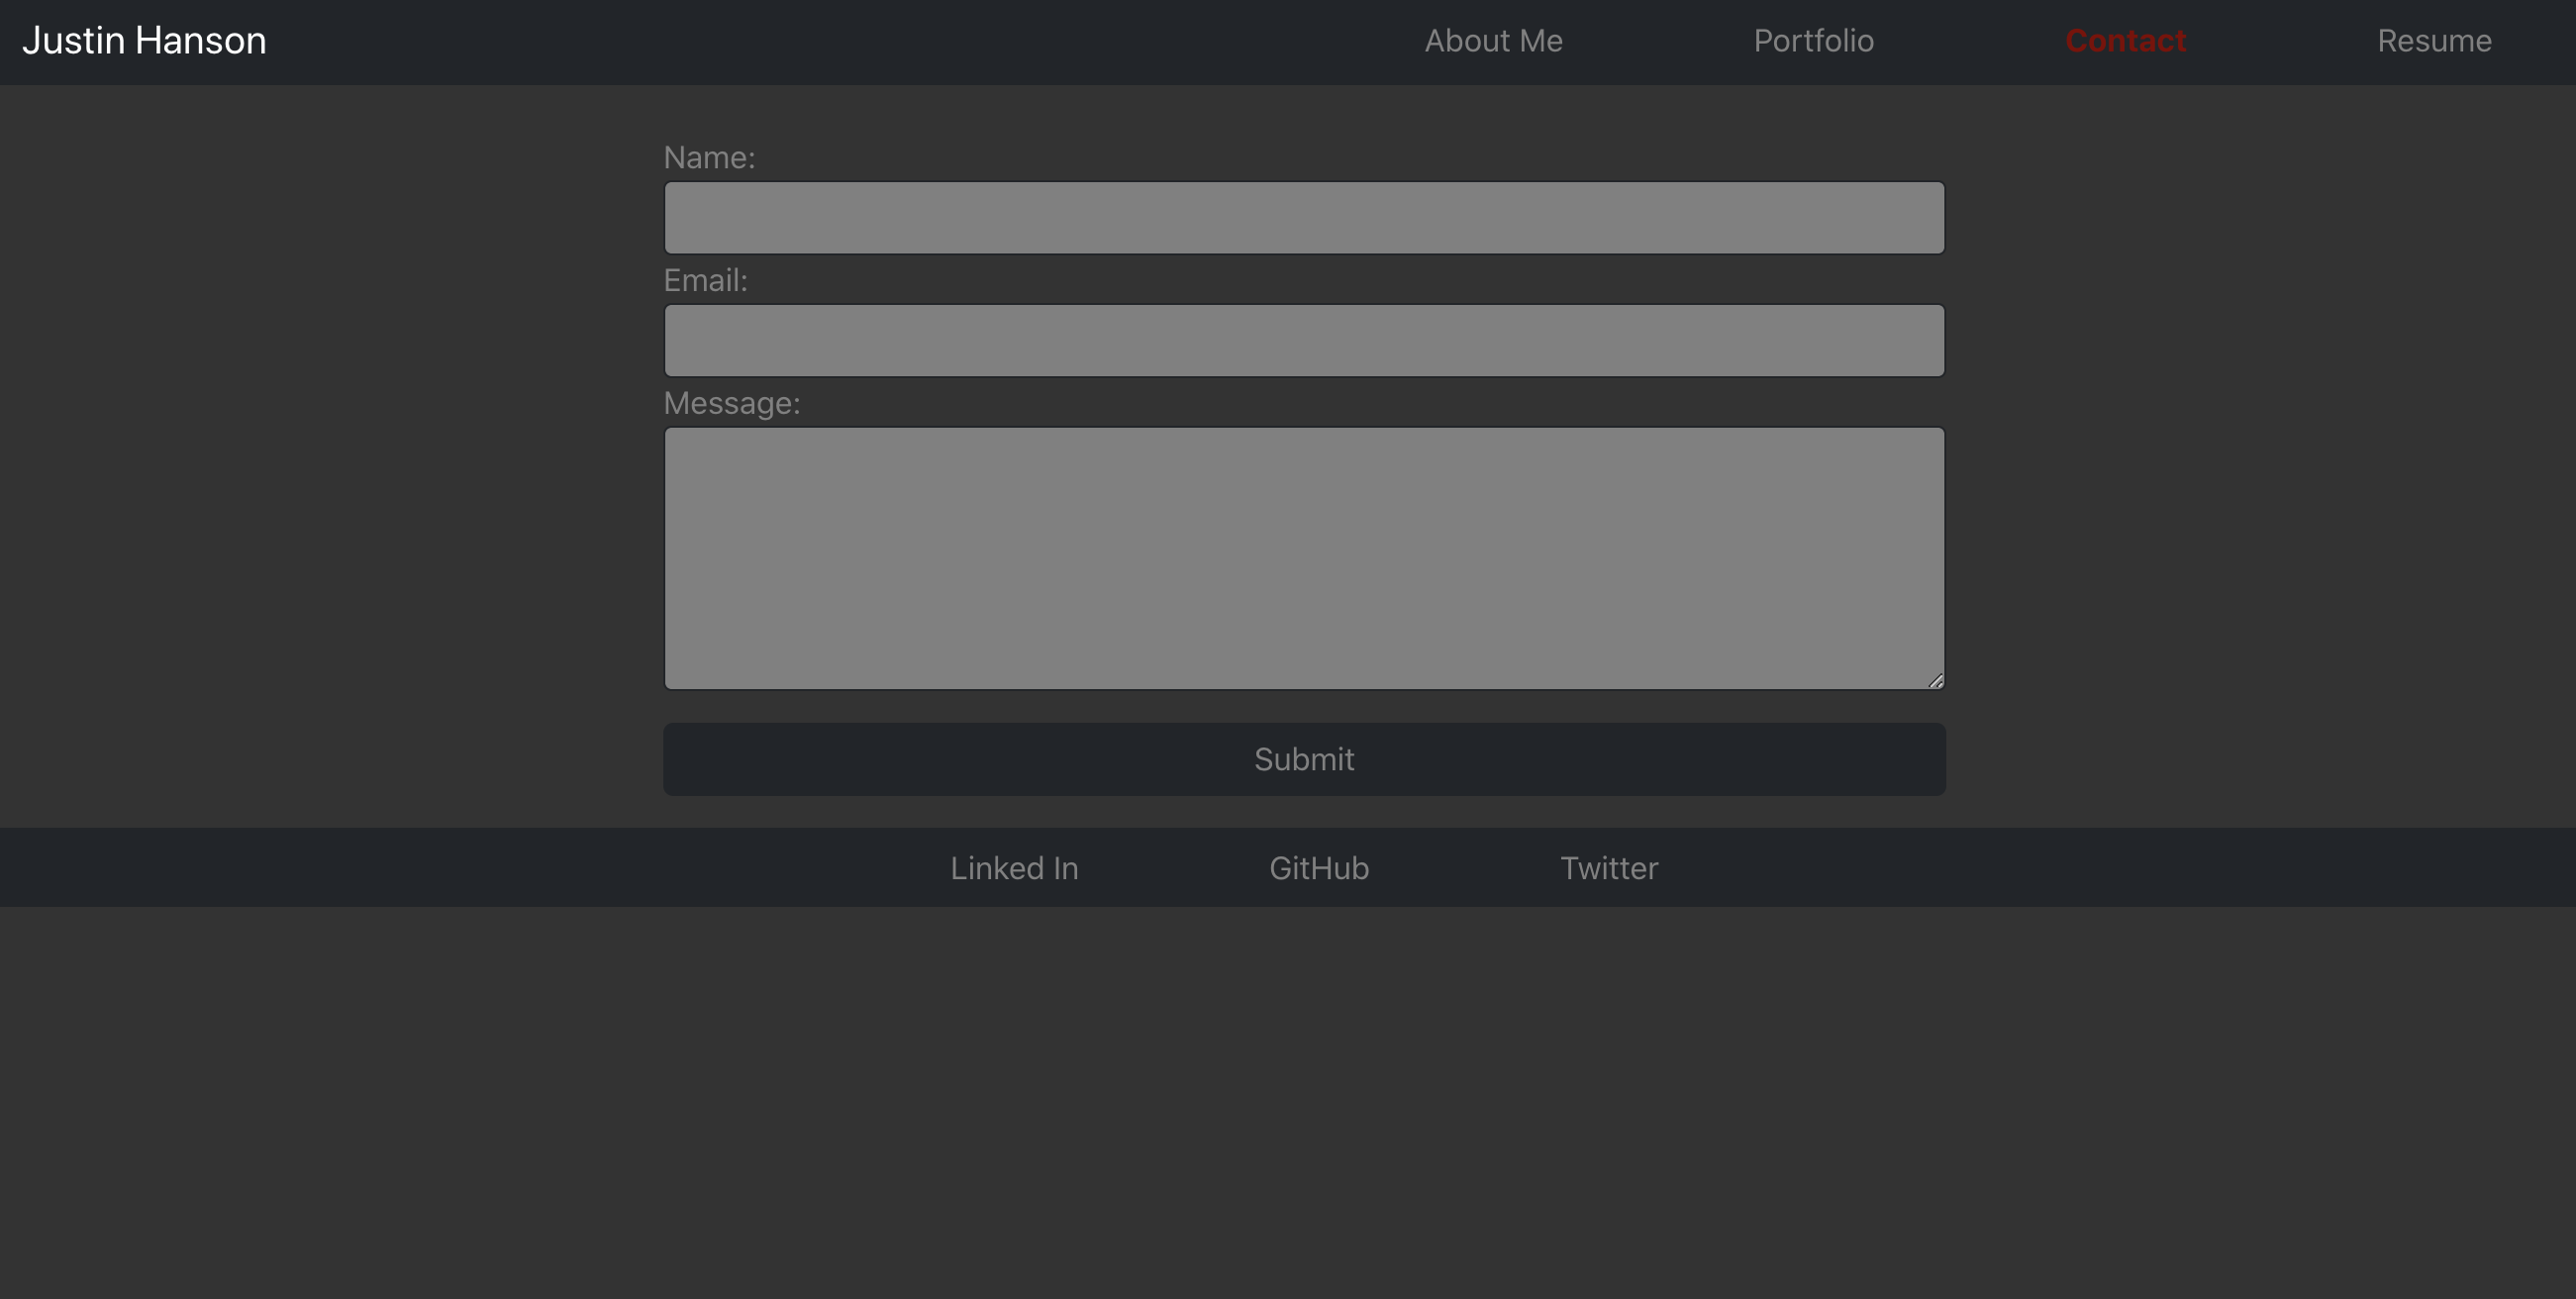 Justin Hanson About Me Portfolio Contact Resume
Name:
Email:
Message:
Submit
Linked In GitHub Twitter